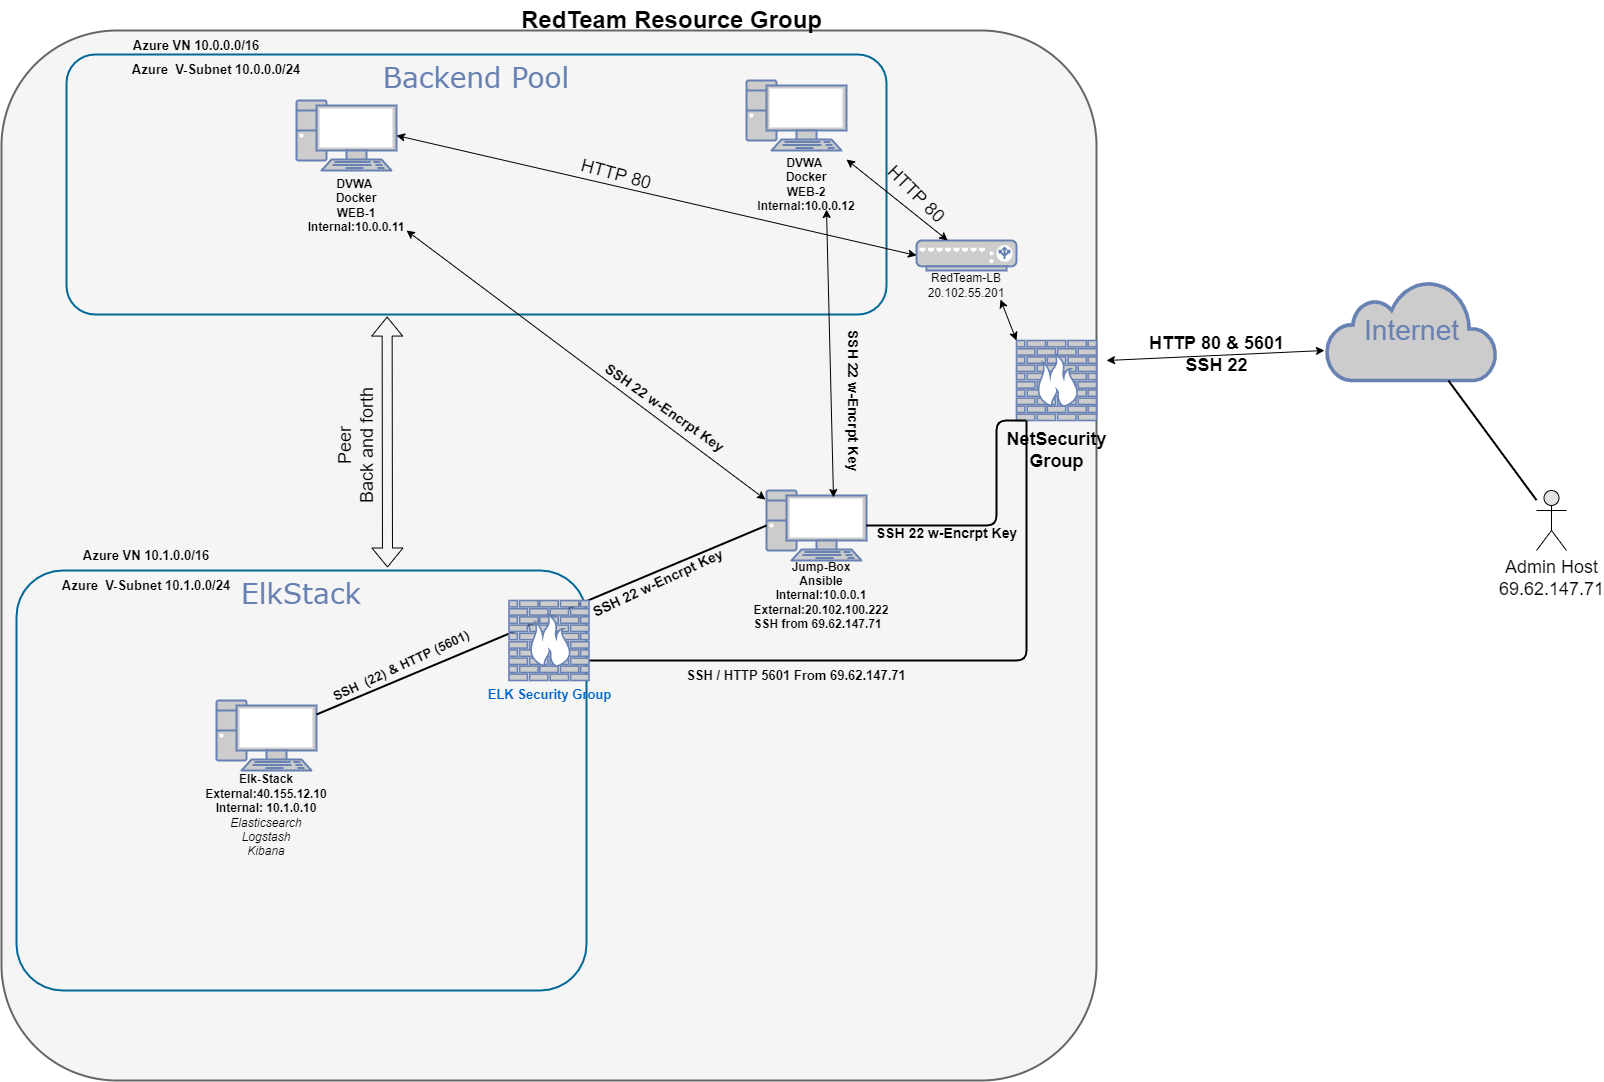 RedTeam Resource Group
Azure VN 10.0.0.0/16
Azure  V-Subnet 10.0.0.0/24
Backend Pool
DVWA
Docker
WEB-1
Internal:10.0.0.11
DVWA
Docker
WEB-2
Internal:10.0.0.12
HTTP 80
HTTP 80
RedTeam-LB
20.102.55.201
HTTP 80 & 5601
SSH 22
Internet
NetSecurity
Group
Admin Host
69.62.147.71
Peer
Back and forth
SSH 22 w-Encrpt Key
SSH 22 w-Encrpt Key
SSH 22 w-Encrpt Key
Jump-Box
Ansible
Internal:10.0.0.1
External:20.102.100.222
SSH from 69.62.147.71
SSH 22 w-Encrpt Key
Azure VN 10.1.0.0/16
Azure  V-Subnet 10.1.0.0/24
ElkStack
SSH  (22) & HTTP (5601)
ELK Security Group
SSH / HTTP 5601 From 69.62.147.71
Elk-Stack
External:40.155.12.10
Internal: 10.1.0.10
Elasticsearch
Logstash
Kibana